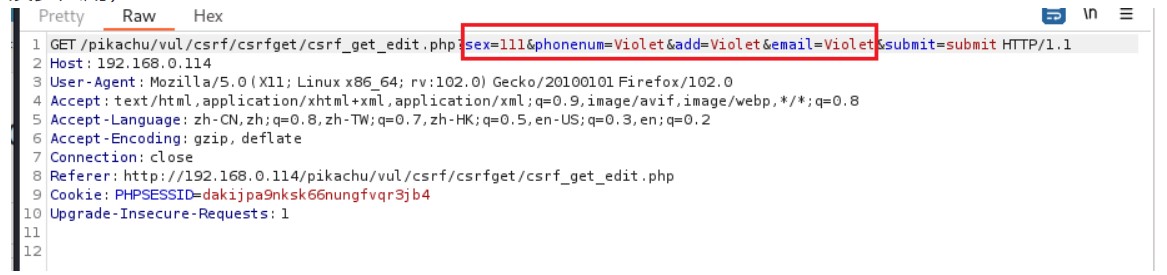 Pretty Raw Hex \n
1 GET /pikachu/vul/csrf/csrfget/csrf_get_edit.php?sex=111&phonenum=Violet&add=Violet&email=Violet&submit=submit HTTP/1.1
2 Host: 192.168.0.114
3 User-Agent: Mozilla/5.0 (X11; Linux x86_64; rv:102.0) Gecko/20100101 Firefox/102.0
4 Accept: text/html,application/xhtml+xml,application/xml;q=0.9,image/avif,image/webp,*/*;q=0.8
5 Accept-Language: zh-CN,zh;q=0.8,zh-TW;q=0.7,zh-HK;q=0.5,en-US;q=0.3,en;q=0.2
6 Accept-Encoding: gzip, deflate
7 Connection: close
8 Referer: http://192.168.0.114/pikachu/vul/csrf/csrfget/csrf_get_edit.php
9 Cookie: PHPSESSID=dakijpa9nksk66nungfvqr3jb4
10 Upgrade-Insecure-Requests: 1
11
12